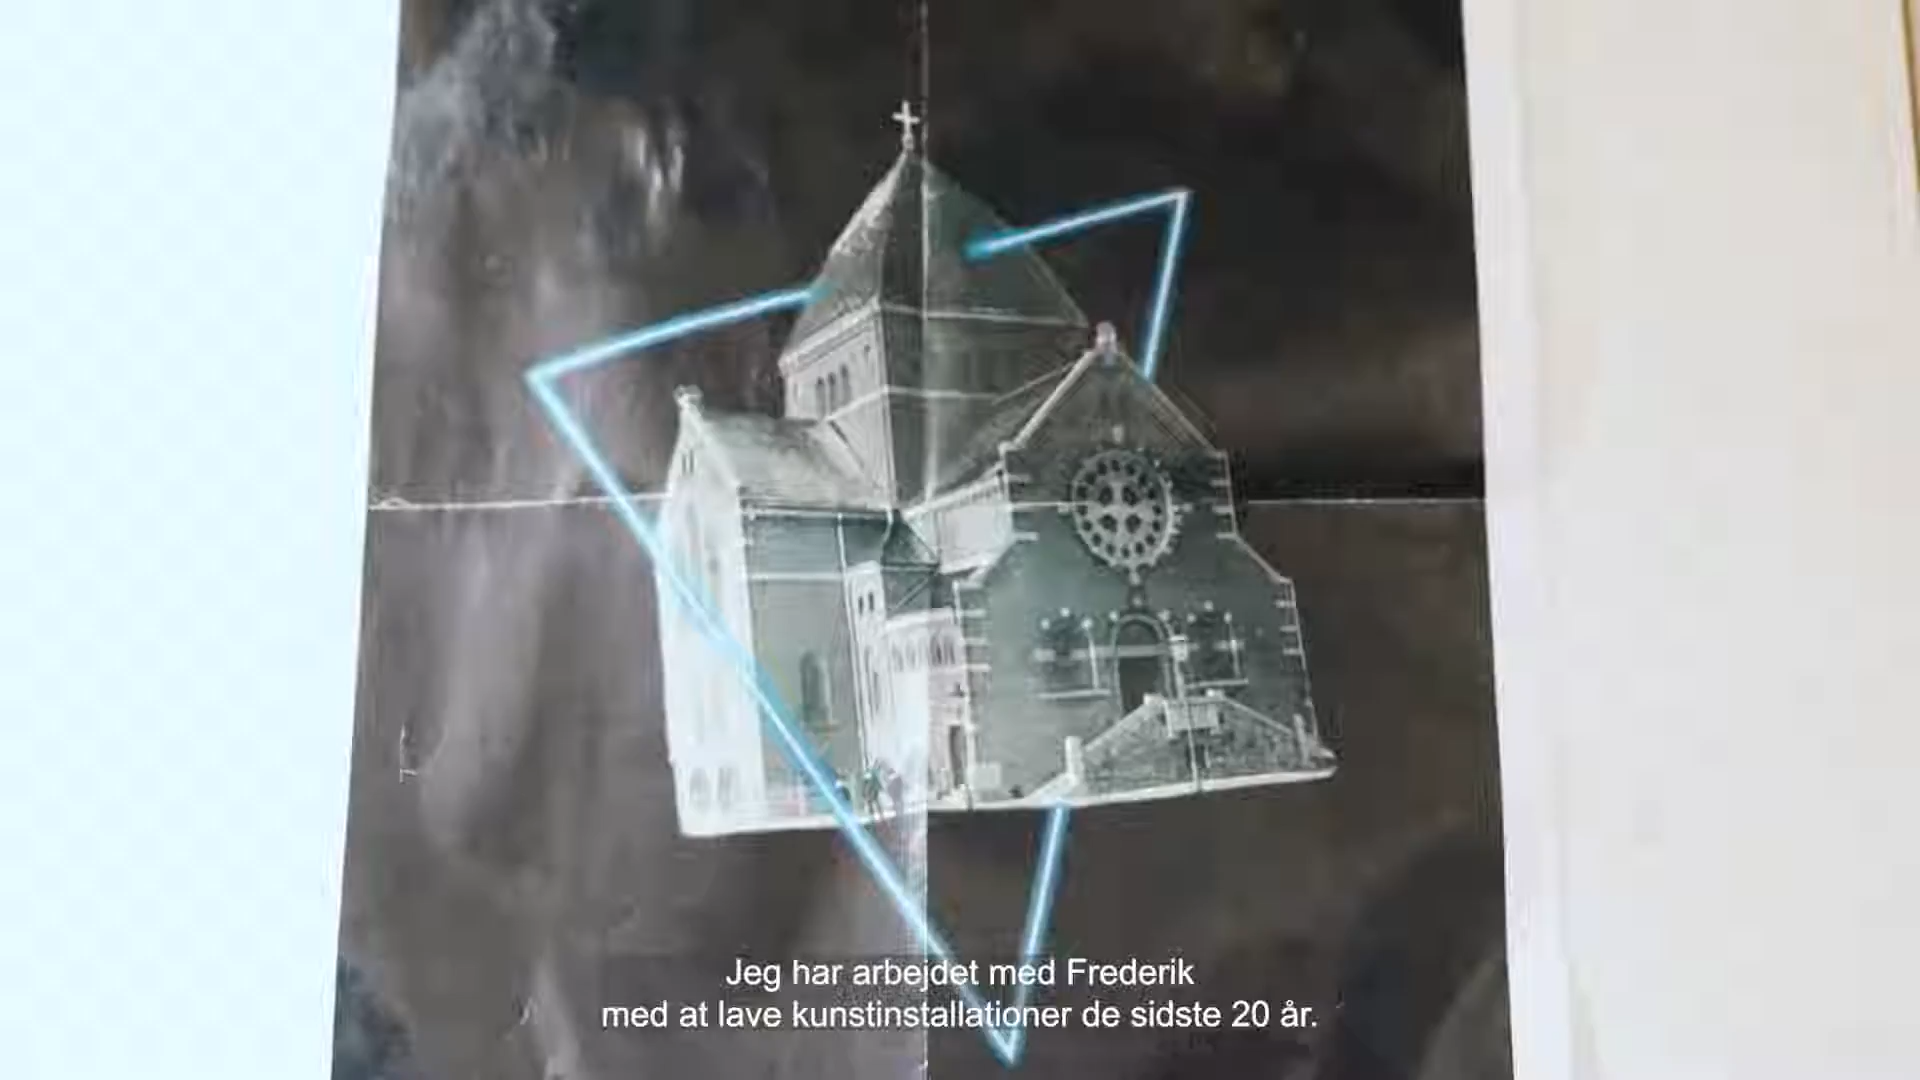 Jeg har arbejdet med Frederik
med at lave kunstinstallationer de sidste 20 år.